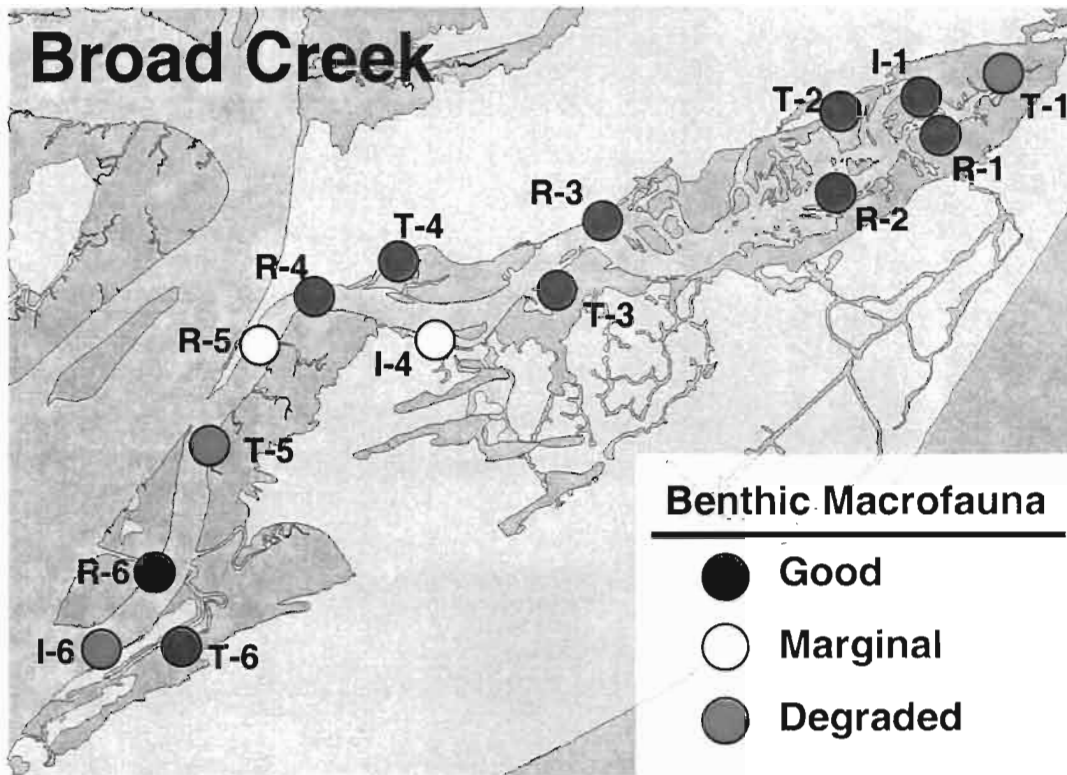 Broad Creek
I-1
T-2
T-1
R-1
R-3
R-2
T-4
R-4
T-3
R-5
I-4
T-5
Benthic Macrofauna
R-6
Good
I-6
T-6
Marginal
Degraded